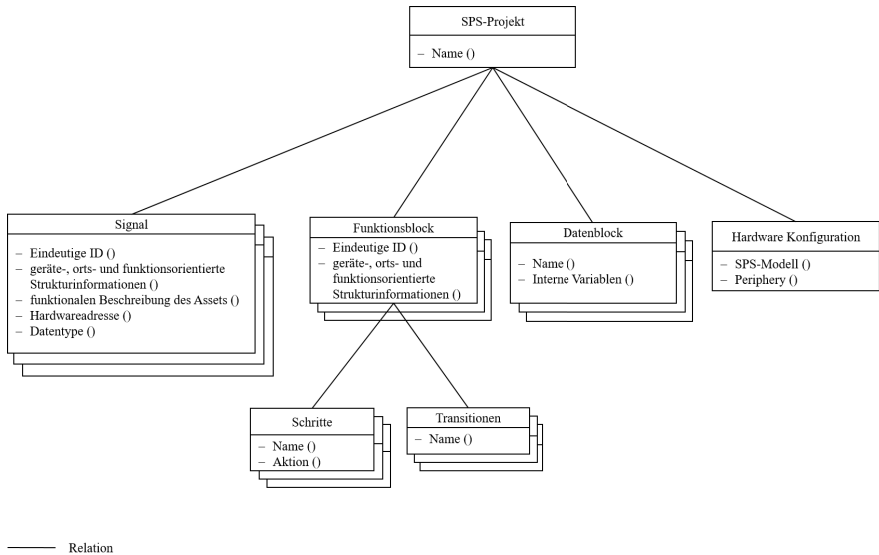 SPS-Projekt
– Name ()
Signal
– Eindeutige ID ()
– geräte-, orts- und funktionsorientierte
Strukturinformationen ()
– funktionalen Beschreibung des Assets ()
– Hardwareadresse ()
– Datentype ()
Funktionsblock
– Eindeutige ID ()
– geräte-, orts- und
funktionsorientierte
Strukturinformationen ()
Datenblock
– Name ()
– Interne Variablen ()
Hardware Konfiguration
– SPS-Modell ()
– Periphery ()
Schritte
– Name ()
– Aktion ()
Transitionen
– Name ()
Relation